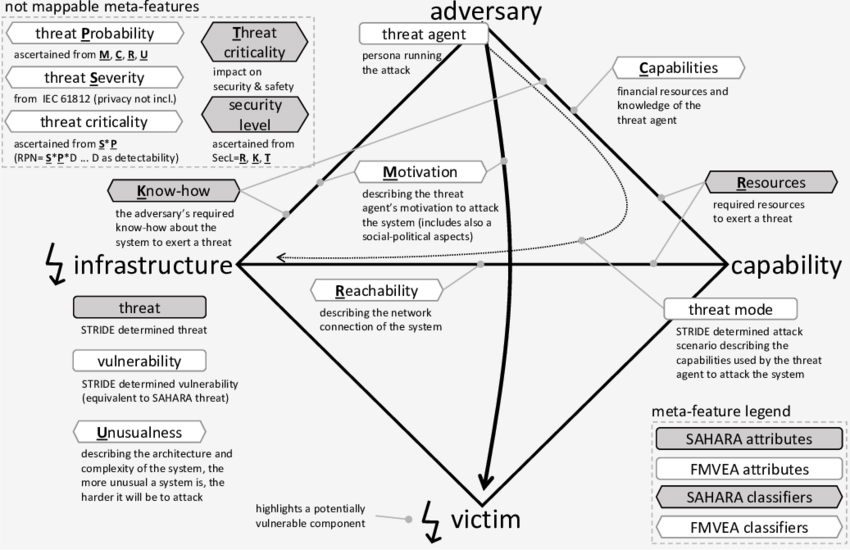 not mappable meta-features
threat Probability
ascertained from M, C, R, U
threat Severity
from IEC 61812 (privacy not incl.)
threat criticality
ascertained from S*P
(RPN= S*P*D ... D as detectability)
Threat
criticality
impact on
security & safety
security
level
ascertained from
SecL=R, K, T
adversary
threat agent
persona running
the attack
Capabilities
financial resources and
knowledge of the
threat agent
Know-how
the adversary's required
know-how about the
system to exert a threat
Motivation
describing the threat
agent's motivation to attack
the system (includes also a
social-political aspects)
Resources
required resources
to exert a threat
infrastructure
capability
Reachability
describing the network
connection of the system
threat mode
STRIDE determined attack
scenario describing the
capabilities used by the threat
agent to attack the system
threat
STRIDE determined threat
vulnerability
STRIDE determined vulnerability
(equivalent to SAHARA threat)
Unusualness
describing the architecture and
complexity of the system, the
more unusual a system is, the
harder it will be to attack
highlights a potentially
vulnerable component
victim
meta-feature legend
SAHARA attributes
FMVEA attributes
SAHARA classifiers
FMVEA classifiers